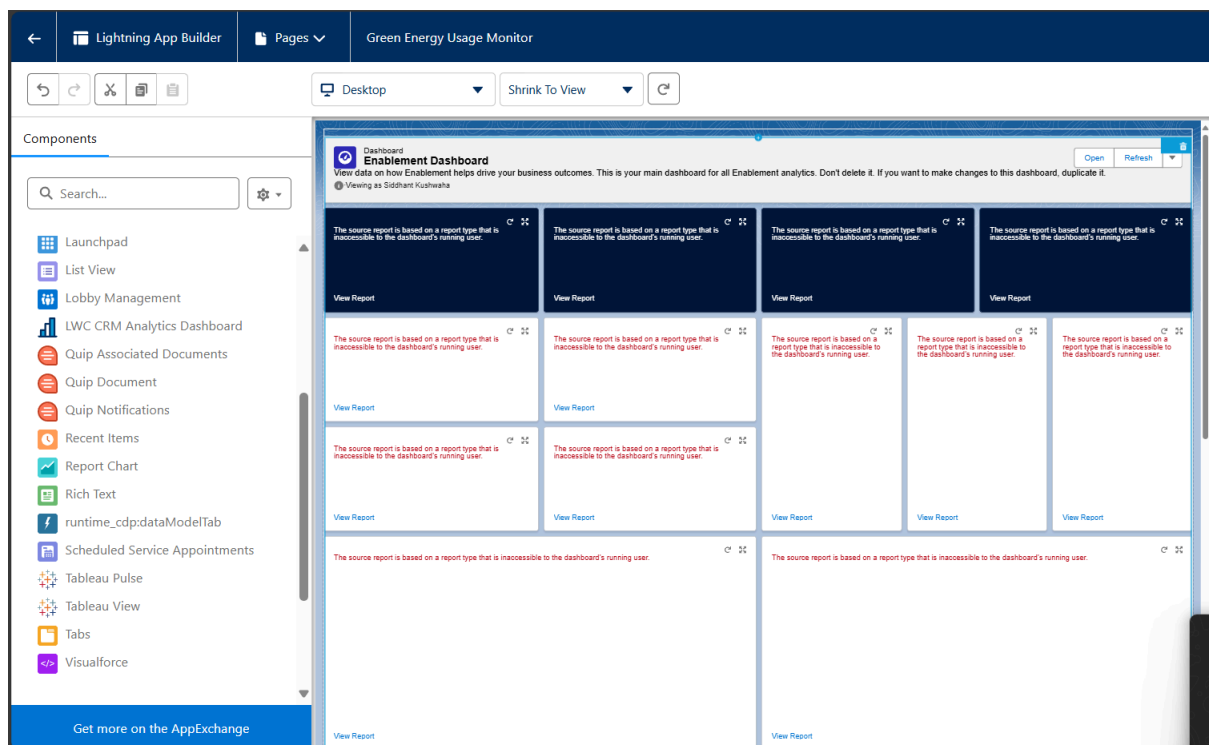 Lightning App Builder
Pages
Green Energy Usage Monitor
Desktop
Shrink To View
Components
Search...
Launchpad
List View
Lobby Management
LWC CRM Analytics Dashboard
Quip Associated Documents
Quip Document
Quip Notifications
Recent Items
Report Chart
Rich Text
runtime_cdp:dataModelTab
Scheduled Service Appointments
Tableau Pulse
Tableau View
Tabs
Visualforce
Get more on the AppExchange
Dashboard
Enablement Dashboard
View data on how Enablement helps drive your business outcomes. This is your main dashboard for all Enablement analytics. Don't delete it. If you want to make changes to this dashboard, duplicate it.
Viewing as Siddhant Kushwaha
Open
Refresh
The source report is based on a report type that is
inaccessible to the dashboard's running user.
View Report
The source report is based on a report type that is
inaccessible to the dashboard's running user.
View Report
The source report is based on a report type that is
inaccessible to the dashboard's running user.
View Report
The source report is based on a report type that is
inaccessible to the dashboard's running user.
View Report
The source report is based on a report type that is
inaccessible to the dashboard's running user.
View Report
The source report is based on a report type that is
inaccessible to the dashboard's running user.
View Report
The source report is based on a
report type that is inaccessible to
the dashboard's running user.
View Report
The source report is based on a
report type that is inaccessible to
the dashboard's running user.
View Report
The source report is based on a
report type that is inaccessible to
the dashboard's running user.
View Report
The source report is based on a report type that is
inaccessible to the dashboard's running user.
View Report
The source report is based on a report type that is
inaccessible to the dashboard's running user.
View Report
The source report is based on a report type that is inaccessible to the dashboard's running user.
View Report
The source report is based on a report type that is inaccessible to the dashboard's running user.
View Report